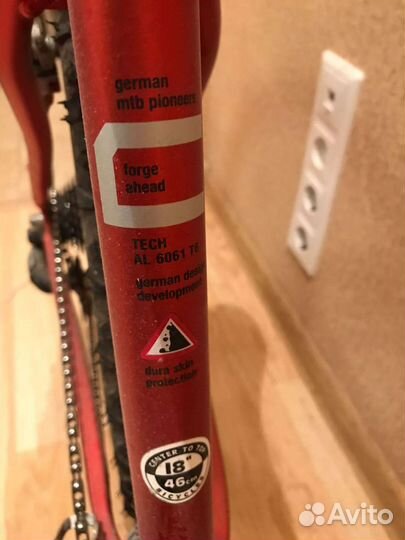 german
mtb pioneers
forge
ahead
TECH
AL 6061 T6
german design
development
dura skin
protection
CENTER TO TOP
18"
46cm
BICYCLES
Avito